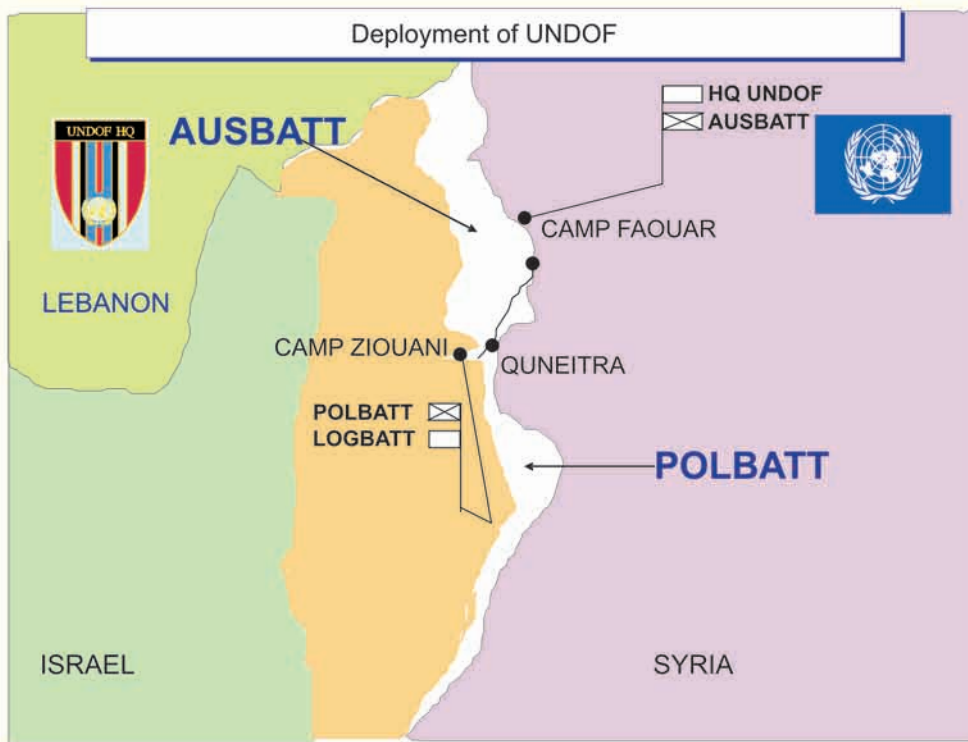 Deployment of UNDOF
UNDOF HQ
AUSBATT
HQ UNDOF
AUSBATT
CAMP FAOUAR
LEBANON
CAMP ZIOUANI
QUNEITRA
POLBATT
LOGBATT
POLBATT
ISRAEL
SYRIA